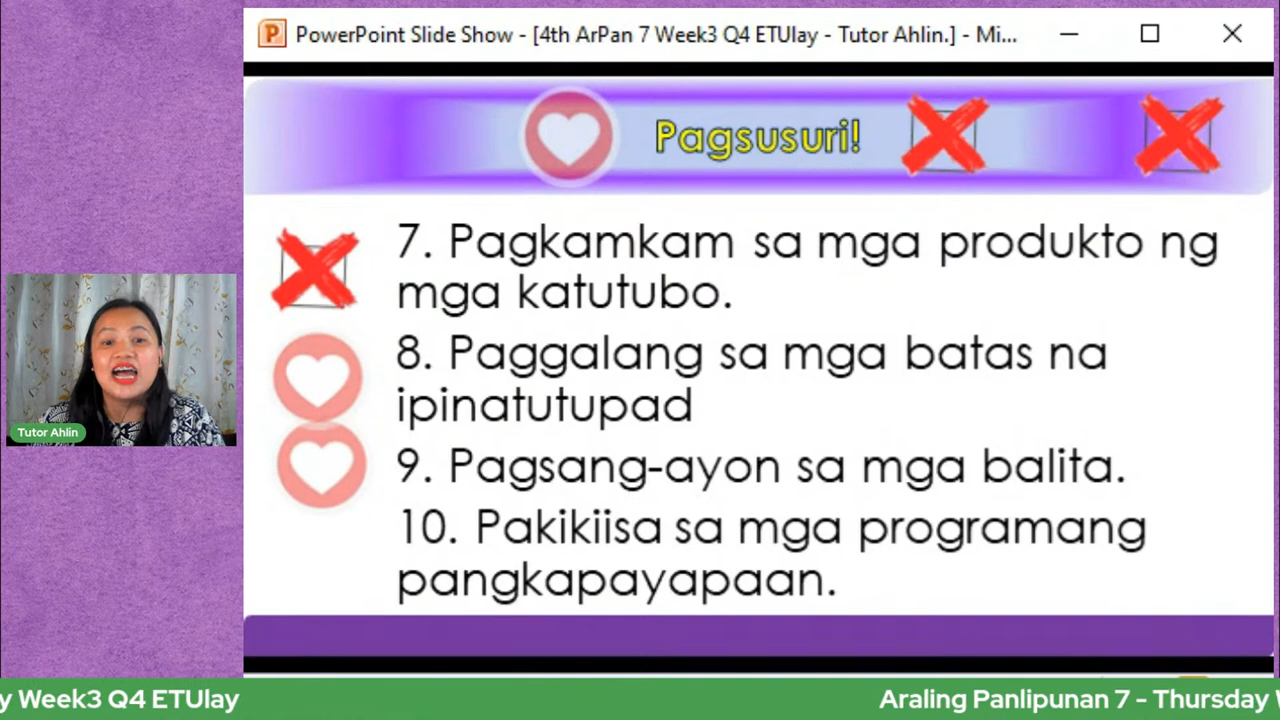 PowerPoint Slide Show - [4th ArPan 7 Week3 Q4 ETUlay - Tutor Ahlin.] - Mi...
Pagsusuri!
7. Pagkamkam sa mga produkto ng
mga katutubo.
8. Paggalang sa mga batas na
ipinatutupad
9. Pagsang-ayon sa mga balita.
10. Pakikiisa sa mga programang
pangkapayapaan.
Tutor Ahlin
y Week3 Q4 ETUlay
Araling Panlipunan 7 - Thursday W